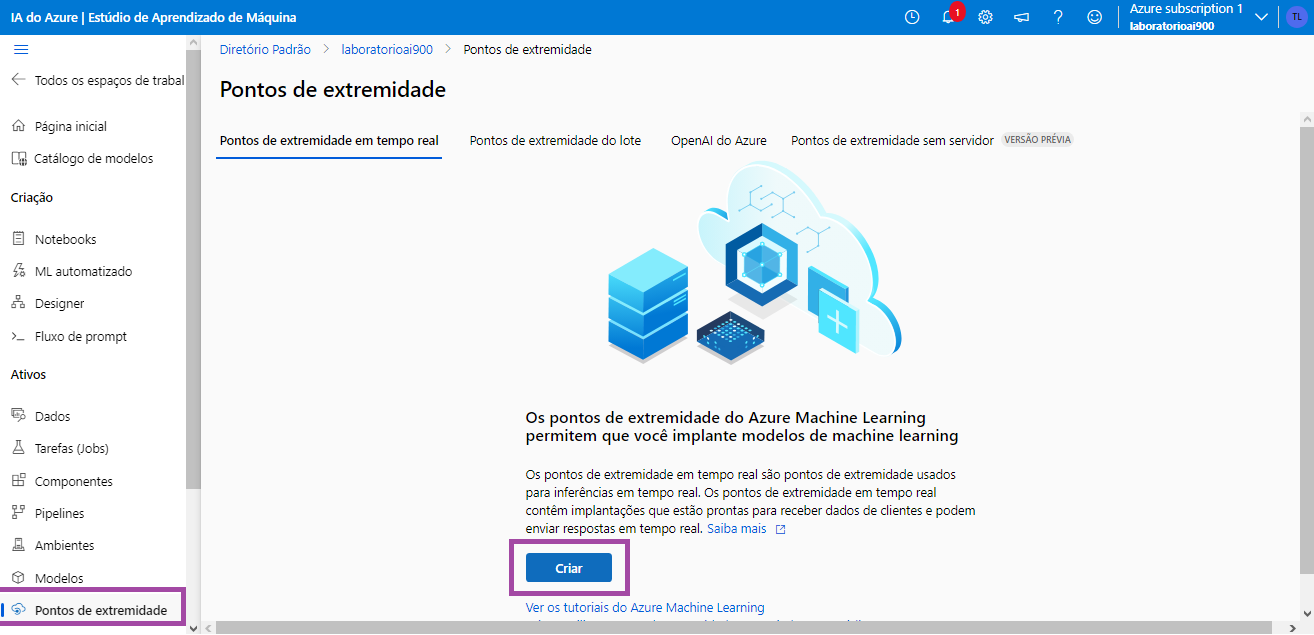 IA do Azure | Estúdio de Aprendizado de Máquina
1
Azure subscription 1
laboratorioai900
TL
Todos os espaços de trabal
Página inicial
Catálogo de modelos
Criação
Notebooks
ML automatizado
Designer
Fluxo de prompt
Ativos
Dados
Tarefas (Jobs)
Componentes
Pipelines
Ambientes
Modelos
Pontos de extremidade
Diretório Padrão > laboratorioai900 > Pontos de extremidade
Pontos de extremidade
Pontos de extremidade em tempo real Pontos de extremidade do lote OpenAI do Azure Pontos de extremidade sem servidor VERSÃO PRÉVIA
Os pontos de extremidade do Azure Machine Learning
permitem que você implante modelos de machine learning
Os pontos de extremidade em tempo real são pontos de extremidade usados
para inferências em tempo real. Os pontos de extremidade em tempo real
contêm implantações que estão prontas para receber dados de clientes e podem
enviar respostas em tempo real. Saiba mais
Criar
Ver os tutoriais do Azure Machine Learning